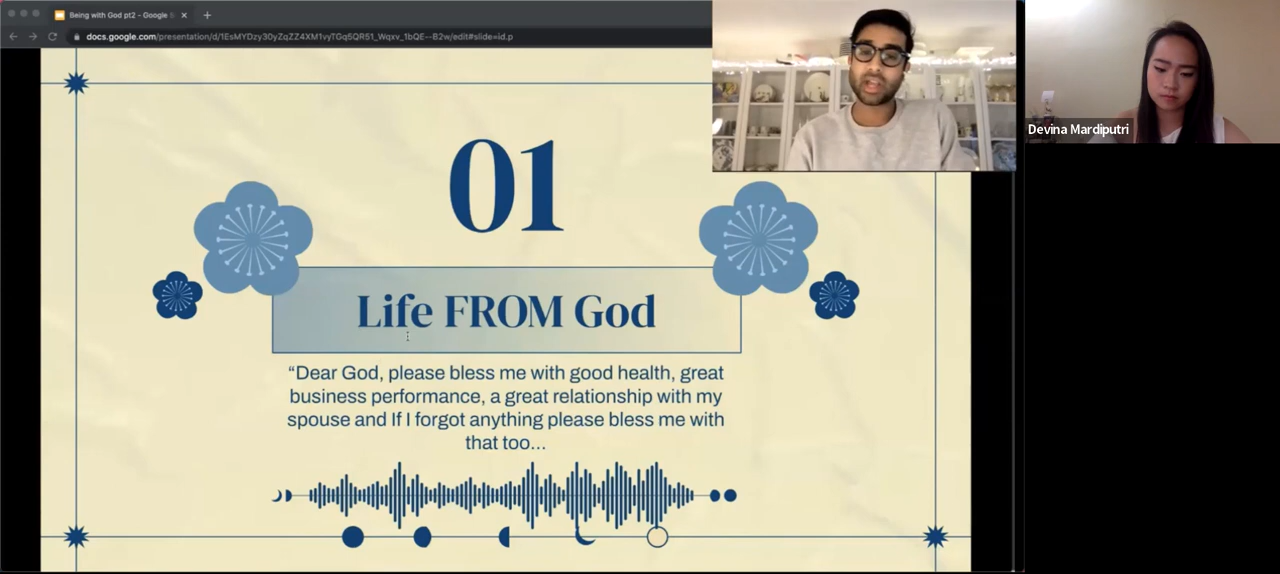 Being with God pt2 - Google S
docs.google.com/presentation/d/1EsMYDzy30yZqZZ4XM1vyTGq5QR51_Wqxv_1bQE--B2w/edit#slide=id.p
Devina Mardiputri
01
Life FROM God
“Dear God, please bless me with good health, great
business performance, a great relationship with my
spouse and If I forgot anything please bless me with
that too...